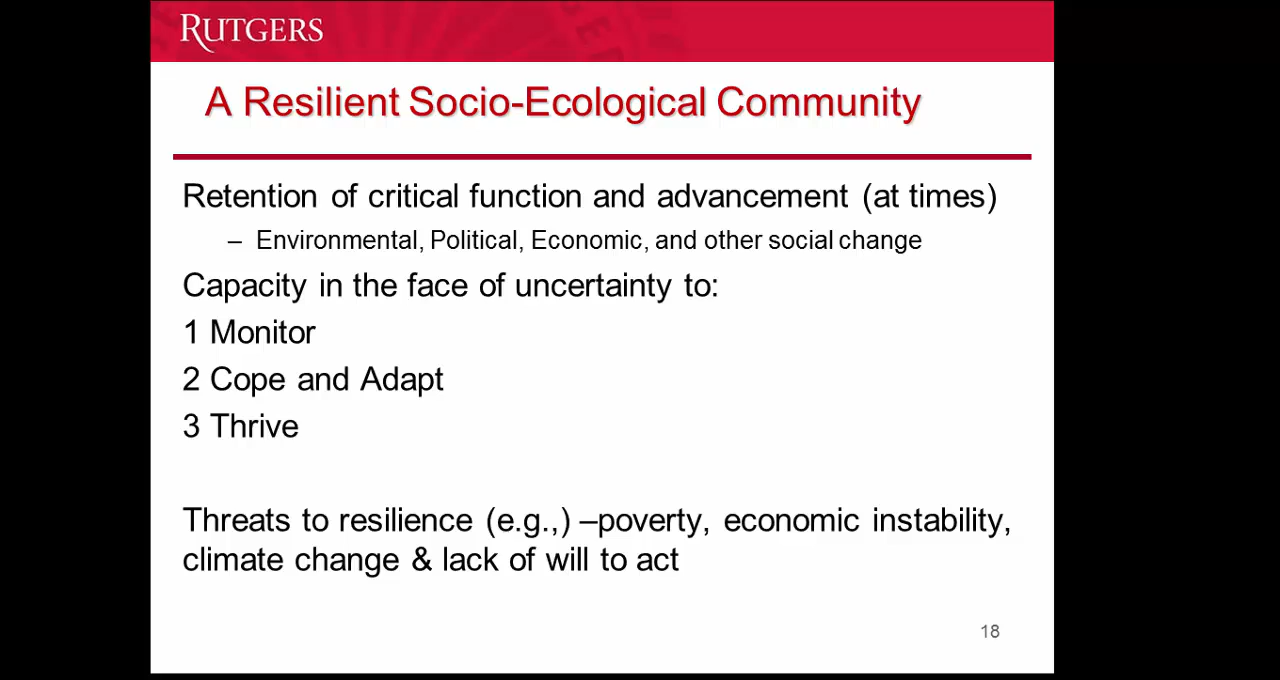 RUTGERS
A Resilient Socio-Ecological Community
Retention of critical function and advancement (at times)
– Environmental, Political, Economic, and other social change
Capacity in the face of uncertainty to:
1 Monitor
2 Cope and Adapt
3 Thrive
Threats to resilience (e.g.,) –poverty, economic instability,
climate change & lack of will to act
18